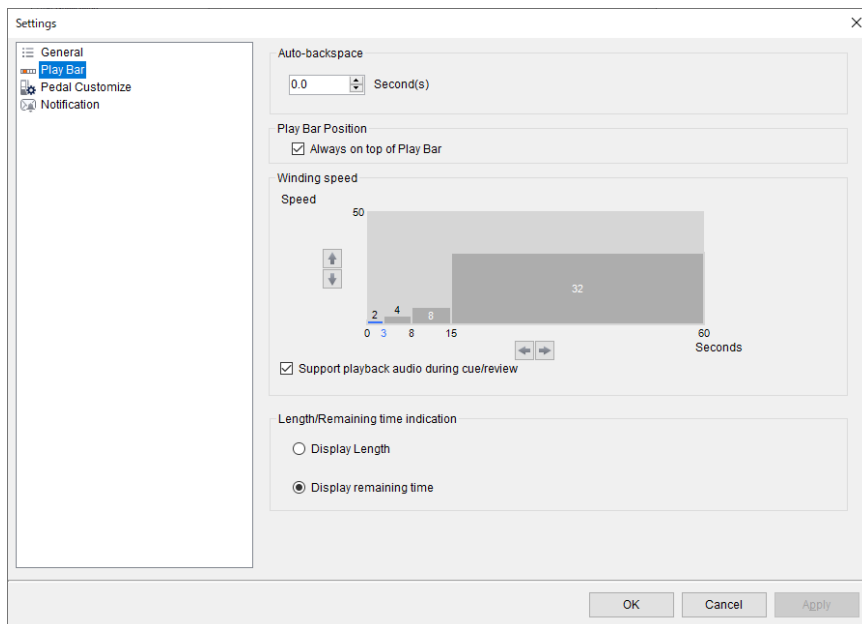 Settings
General
Play Bar
Pedal Customize
Notification
Auto-backspace
0.0 Second(s)
Play Bar Position
Always on top of Play Bar
Winding speed
Speed
50
2 4 8 32
0 3 8 15 60
Seconds
Support playback audio during cue/review
Length/Remaining time indication
Display Length
Display remaining time
OK Cancel Apply